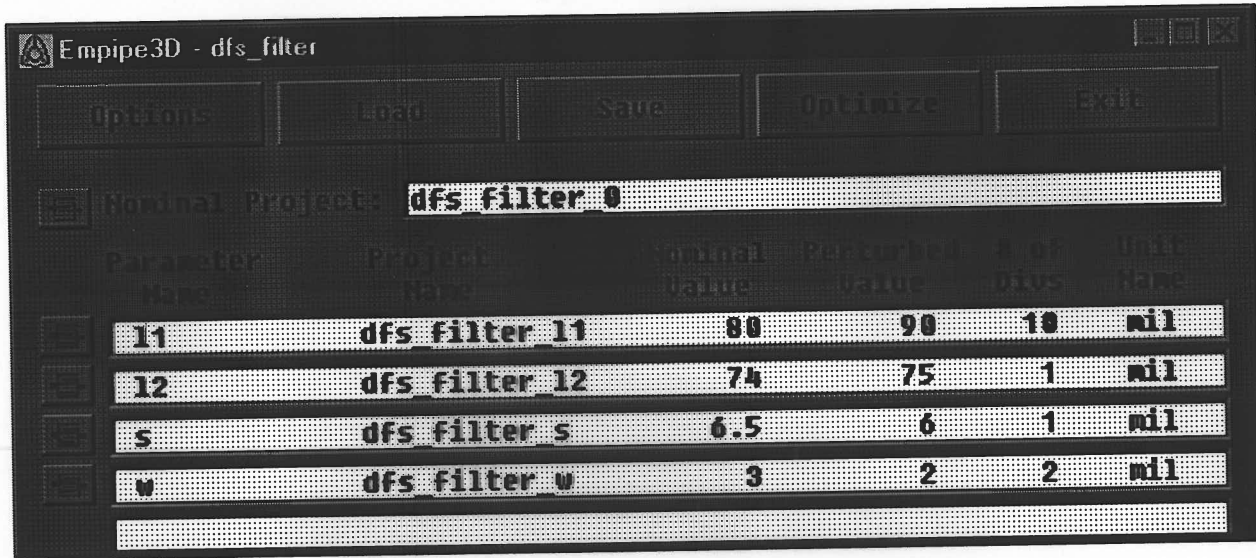 Empipe3D - dfs_filter
Options Load Save Optimize Exit
Nominal Project: dfs_filter_0
Parameter Project Nominal Perturbed # of Unit
Name Name Value Value Divs Name
l1 dfs_filter_l1 80 90 10 mil
l2 dfs_filter_l2 74 75 1 mil
s dfs_filter_s 6.5 6 1 mil
w dfs_filter_w 3 2 2 mil